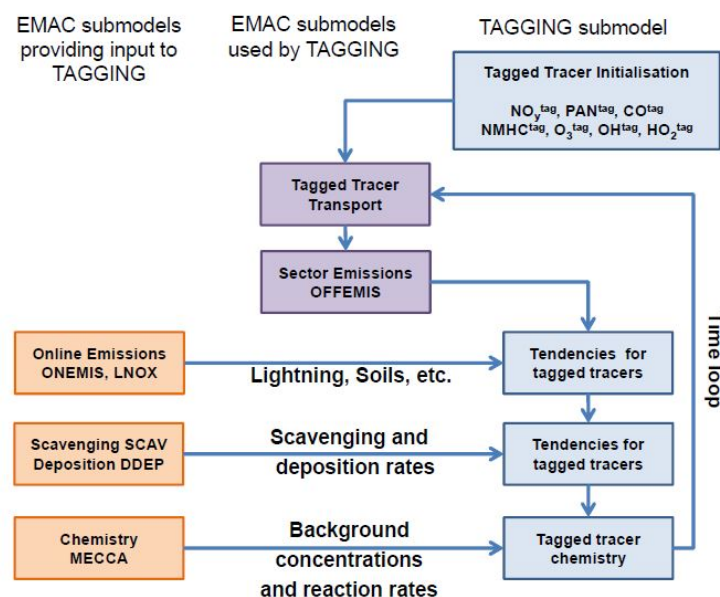 EMAC submodels
providing input to
TAGGING
EMAC submodels
used by TAGGING
TAGGING submodel
Tagged Tracer Initialisation
NOyᵗᵃᵍ, PANᵗᵃᵍ, COᵗᵃᵍ
NMHCᵗᵃᵍ, O₃ᵗᵃᵍ, OHᵗᵃᵍ, HO₂ᵗᵃᵍ
Tagged Tracer
Transport
Sector Emissions
OFFEMIS
Online Emissions
ONEMIS, LNOX
Lightning, Soils, etc.
Tendencies for
tagged tracers
Scavenging SCAV
Deposition DDEP
Scavenging and
deposition rates
Tendencies for
tagged tracers
Chemistry
MECCA
Background
concentrations
and reaction rates
Tagged tracer
chemistry
Time loop